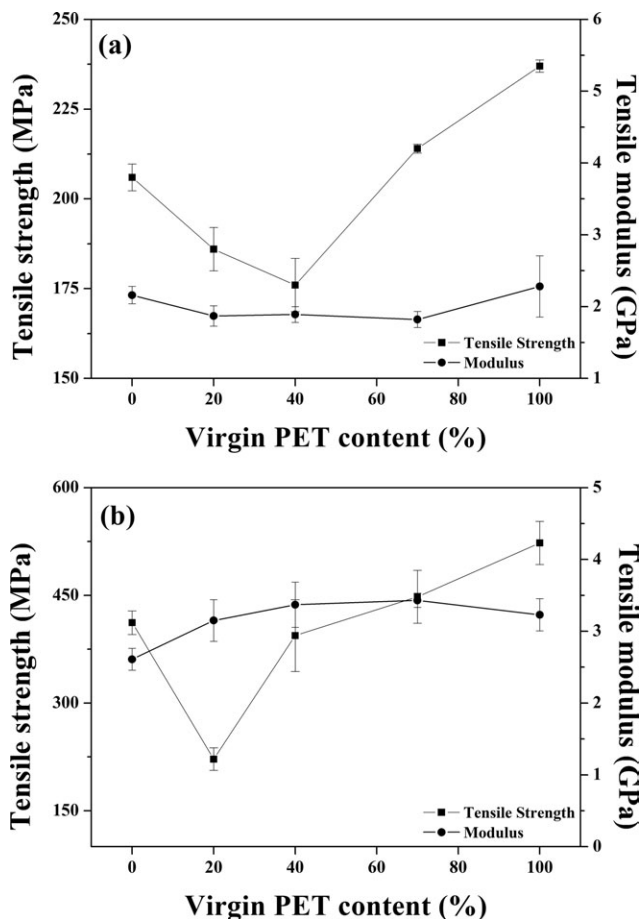 (a)
Tensile strength (MPa)
250
225
200
175
150
6
5
4
3
2
1
Tensile modulus (GPa)
Tensile Strength
Modulus
0 20 40 60 80 100
Virgin PET content (%)
(b)
Tensile strength (MPa)
600
450
300
150
5
4
3
2
1
0
Tensile modulus (GPa)
Tensile Strength
Modulus
0 20 40 60 80 100
Virgin PET content (%)